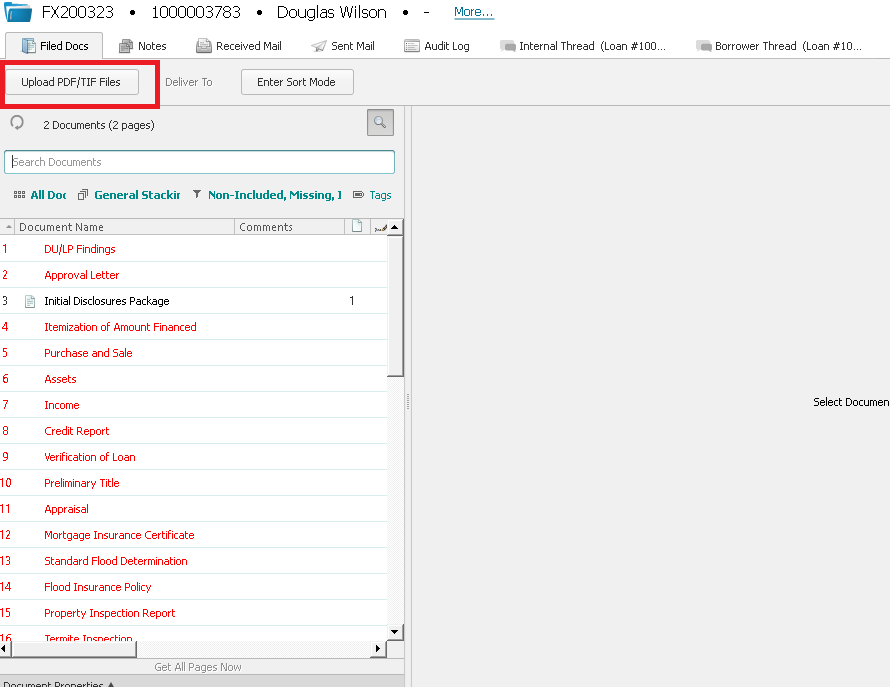 FX200323 • 1000003783 • Douglas Wilson • - More...
Filed Docs Notes Received Mail Sent Mail Audit Log Internal Thread (Loan #100... Borrower Thread (Loan #10...
Upload PDF/TIF Files Deliver To Enter Sort Mode
2 Documents (2 pages)
Search Documents
All Doc General Stackir Non-Included, Missing, I Tags
Document Name Comments
1 DU/LP Findings
2 Approval Letter
3 Initial Disclosures Package 1
4 Itemization of Amount Financed
5 Purchase and Sale
6 Assets
7 Income
8 Credit Report
9 Verification of Loan
10 Preliminary Title
11 Appraisal
12 Mortgage Insurance Certificate
13 Standard Flood Determination
14 Flood Insurance Policy
15 Property Inspection Report
16 Termite Inspection
Select Documen
Get All Pages Now
Document Properties